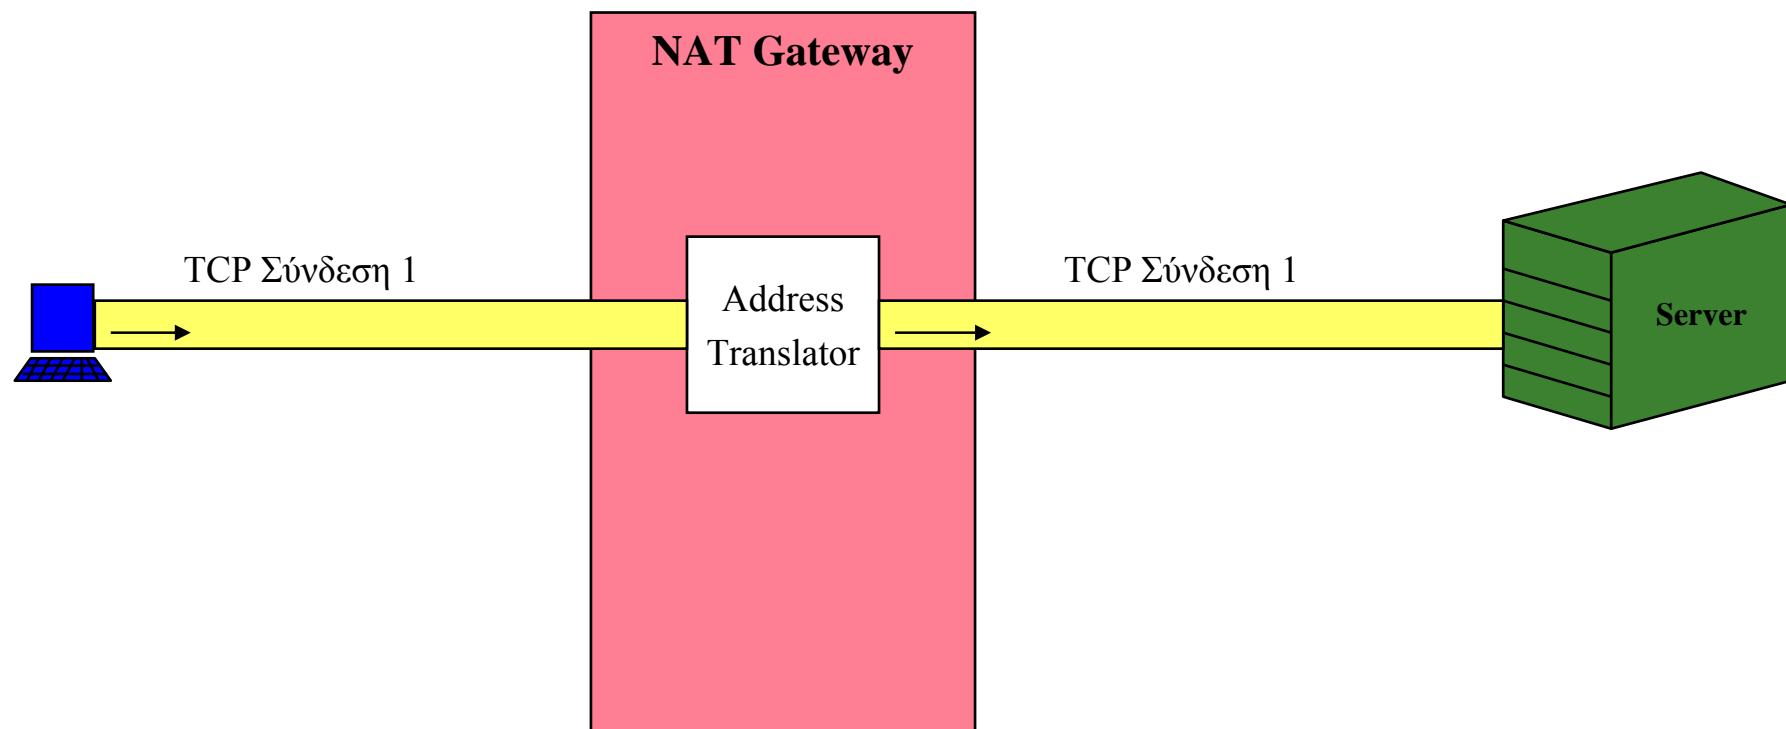 NAT Gateway
TCP Σύνδεση 1
Address
Translator
TCP Σύνδεση 1
Server